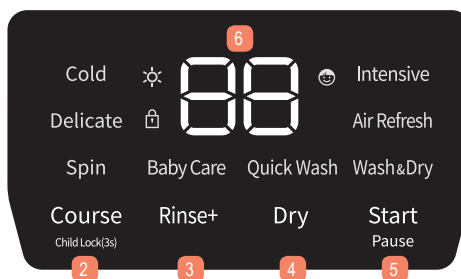 6
Cold 88 Intensive
Delicate Air Refresh
Spin Baby Care Quick Wash Wash&Dry
Course Rinse+ Dry Start
Child Lock(3s) Pause
2 3 4 5